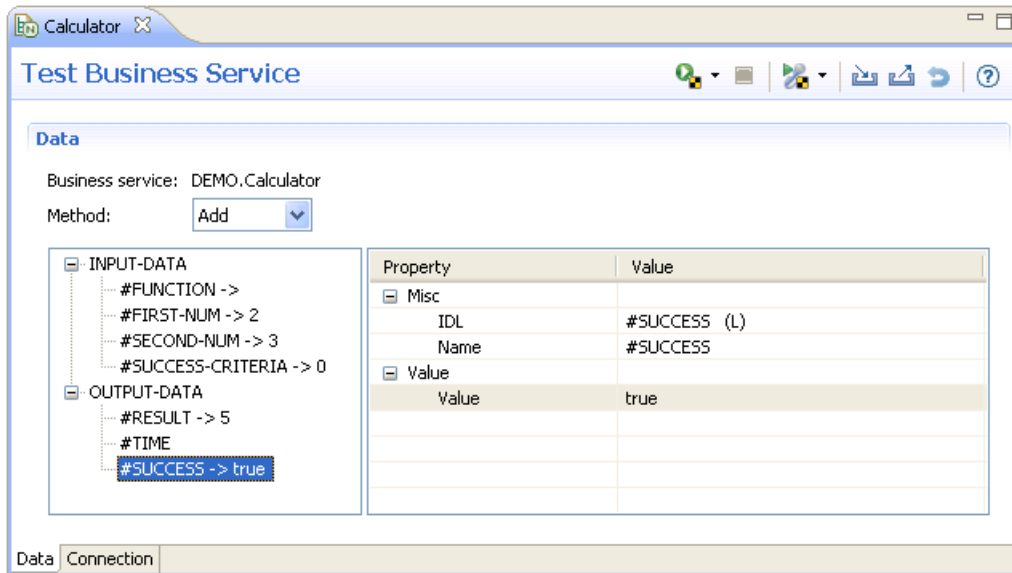 Calculator
Test Business Service
Data
Business service: DEMO.Calculator
Method: Add
INPUT-DATA
#FUNCTION ->
#FIRST-NUM -> 2
#SECOND-NUM -> 3
#SUCCESS-CRITERIA -> 0
OUTPUT-DATA
#RESULT -> 5
#TIME
#SUCCESS -> true
Property Value
Misc
IDL #SUCCESS (L)
Name #SUCCESS
Value
Value true
Data Connection